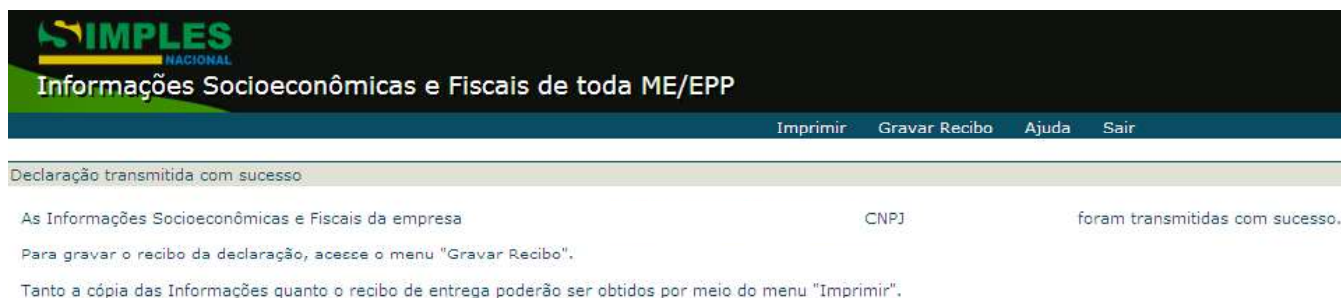 SIMPLES
NACIONAL
Informações Socioeconômicas e Fiscais de toda ME/EPP
Imprimir Gravar Recibo Ajuda Sair
Declaração transmitida com sucesso
As Informações Socioeconômicas e Fiscais da empresa CNPJ foram transmitidas com sucesso.
Para gravar o recibo da declaração, acesse o menu "Gravar Recibo".
Tanto a cópia das Informações quanto o recibo de entrega poderão ser obtidos por meio do menu "Imprimir".